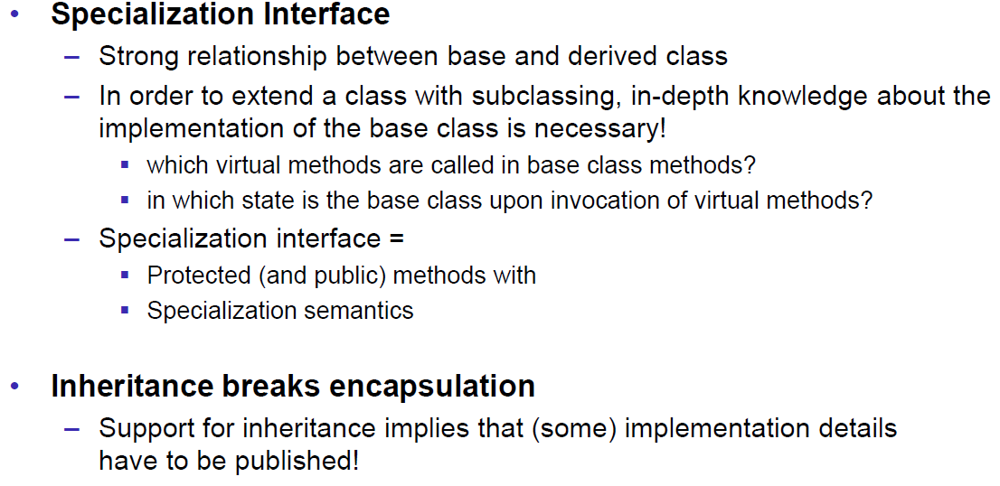 • Specialization Interface
– Strong relationship between base and derived class
– In order to extend a class with subclassing, in-depth knowledge about the
implementation of the base class is necessary!
▪ which virtual methods are called in base class methods?
▪ in which state is the base class upon invocation of virtual methods?
– Specialization interface =
▪ Protected (and public) methods with
▪ Specialization semantics
• Inheritance breaks encapsulation
– Support for inheritance implies that (some) implementation details
have to be published!